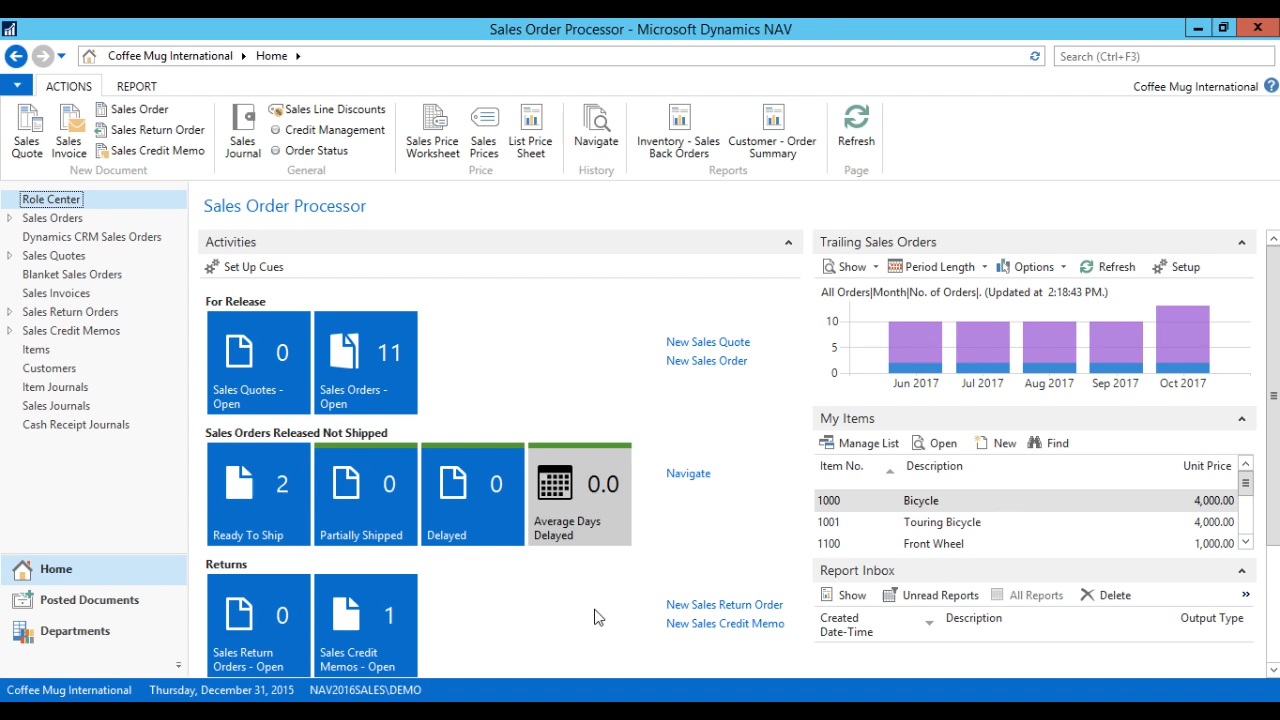 Sales Order Processor - Microsoft Dynamics NAV
Coffee Mug International Home
Search (Ctrl+F3)
ACTIONS REPORT
Coffee Mug International
Sales Quote
Sales Invoice
Sales Order
Sales Return Order
Sales Credit Memo
New Document
Sales Journal
Sales Line Discounts
Credit Management
Order Status
General
Sales Price Worksheet
Sales Prices
List Price Sheet
Price
Navigate
History
Inventory - Sales Back Orders
Customer - Order Summary
Reports
Refresh
Page
Role Center
Sales Orders
Dynamics CRM Sales Orders
Sales Quotes
Blanket Sales Orders
Sales Invoices
Sales Return Orders
Sales Credit Memos
Items
Customers
Item Journals
Sales Journals
Cash Receipt Journals
Home
Posted Documents
Departments
Sales Order Processor
Activities
Set Up Cues
For Release
0
Sales Quotes -
Open
11
Sales Orders -
Open
New Sales Quote
New Sales Order
Sales Orders Released Not Shipped
2
Ready To Ship
0
Partially Shipped
0
Delayed
0.0
Average Days
Delayed
Navigate
Returns
0
Sales Return
Orders - Open
1
Sales Credit
Memos - Open
New Sales Return Order
New Sales Credit Memo
Trailing Sales Orders
Show Period Length Options Refresh Setup
All Orders|Month|No. of Orders|. (Updated at 2:18:43 PM.)
10
5
0
Jun 2017 Jul 2017 Aug 2017 Sep 2017 Oct 2017
My Items
Manage List Open New Find
Item No. Description Unit Price
1000 Bicycle 4,000.00
1001 Touring Bicycle 4,000.00
1100 Front Wheel 1,000.00
Report Inbox
Show Unread Reports All Reports Delete »
Created
Date-Time
Description Output Type
Coffee Mug International Thursday, December 31, 2015 NAV2016SALES\DEMO